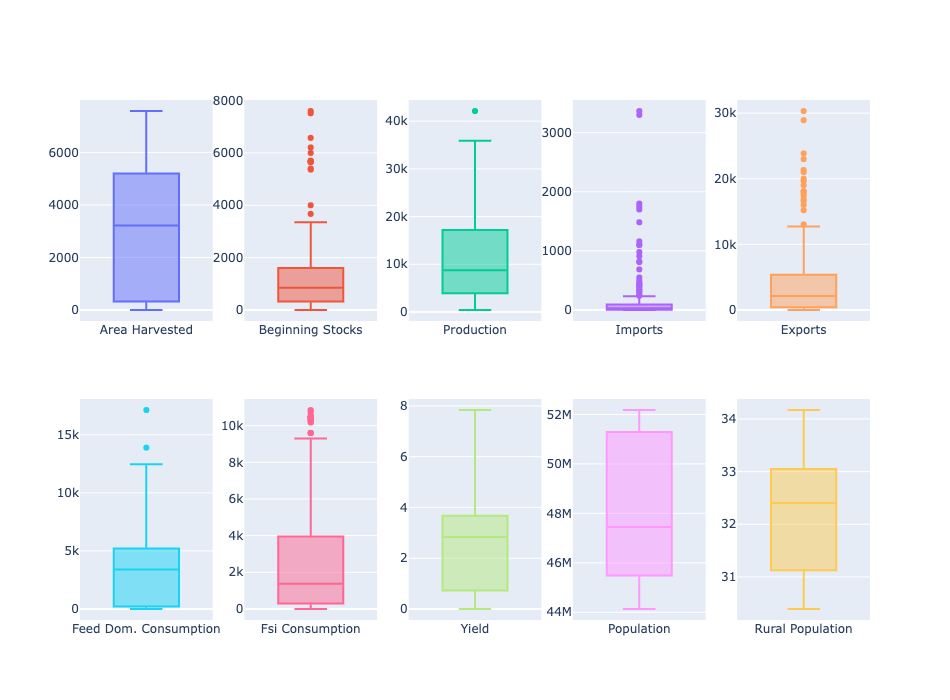 8000
6000
4000
2000
0
Area Harvested
6000
4000
2000
0
Beginning Stocks
40k
30k
20k
10k
0
Production
3000
2000
1000
0
Imports
30k
20k
10k
0
Exports
15k
10k
5k
0
Feed Dom. Consumption
10k
8k
6k
4k
2k
0
Fsi Consumption
8
6
4
2
0
Yield
52M
50M
48M
46M
44M
Population
34
33
32
31
Rural Population